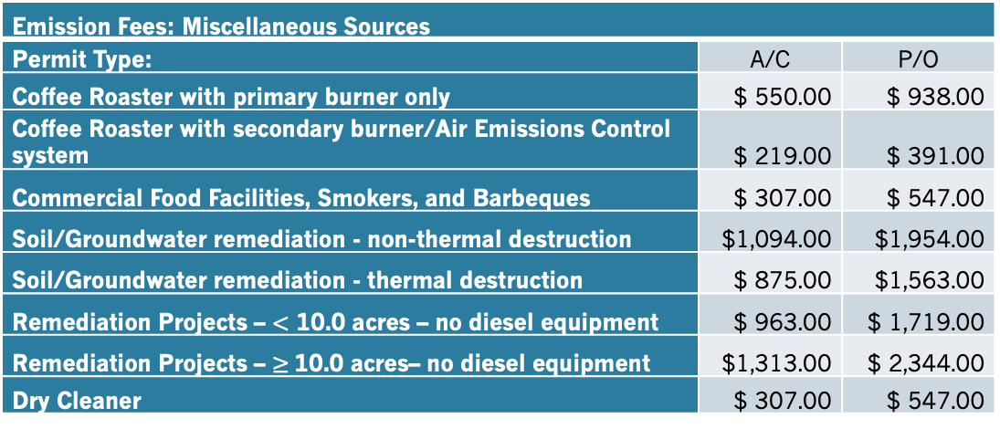 Emission Fees: Miscellaneous Sources
Permit Type: A/C P/O
Coffee Roaster with primary burner only $ 550.00 $ 938.00
Coffee Roaster with secondary burner/Air Emissions Control
system $ 219.00 $ 391.00
Commercial Food Facilities, Smokers, and Barbeques $ 307.00 $ 547.00
Soil/Groundwater remediation - non-thermal destruction $1,094.00 $1,954.00
Soil/Groundwater remediation - thermal destruction $ 875.00 $1,563.00
Remediation Projects – < 10.0 acres – no diesel equipment $ 963.00 $ 1,719.00
Remediation Projects – ≥ 10.0 acres– no diesel equipment $1,313.00 $ 2,344.00
Dry Cleaner $ 307.00 $ 547.00